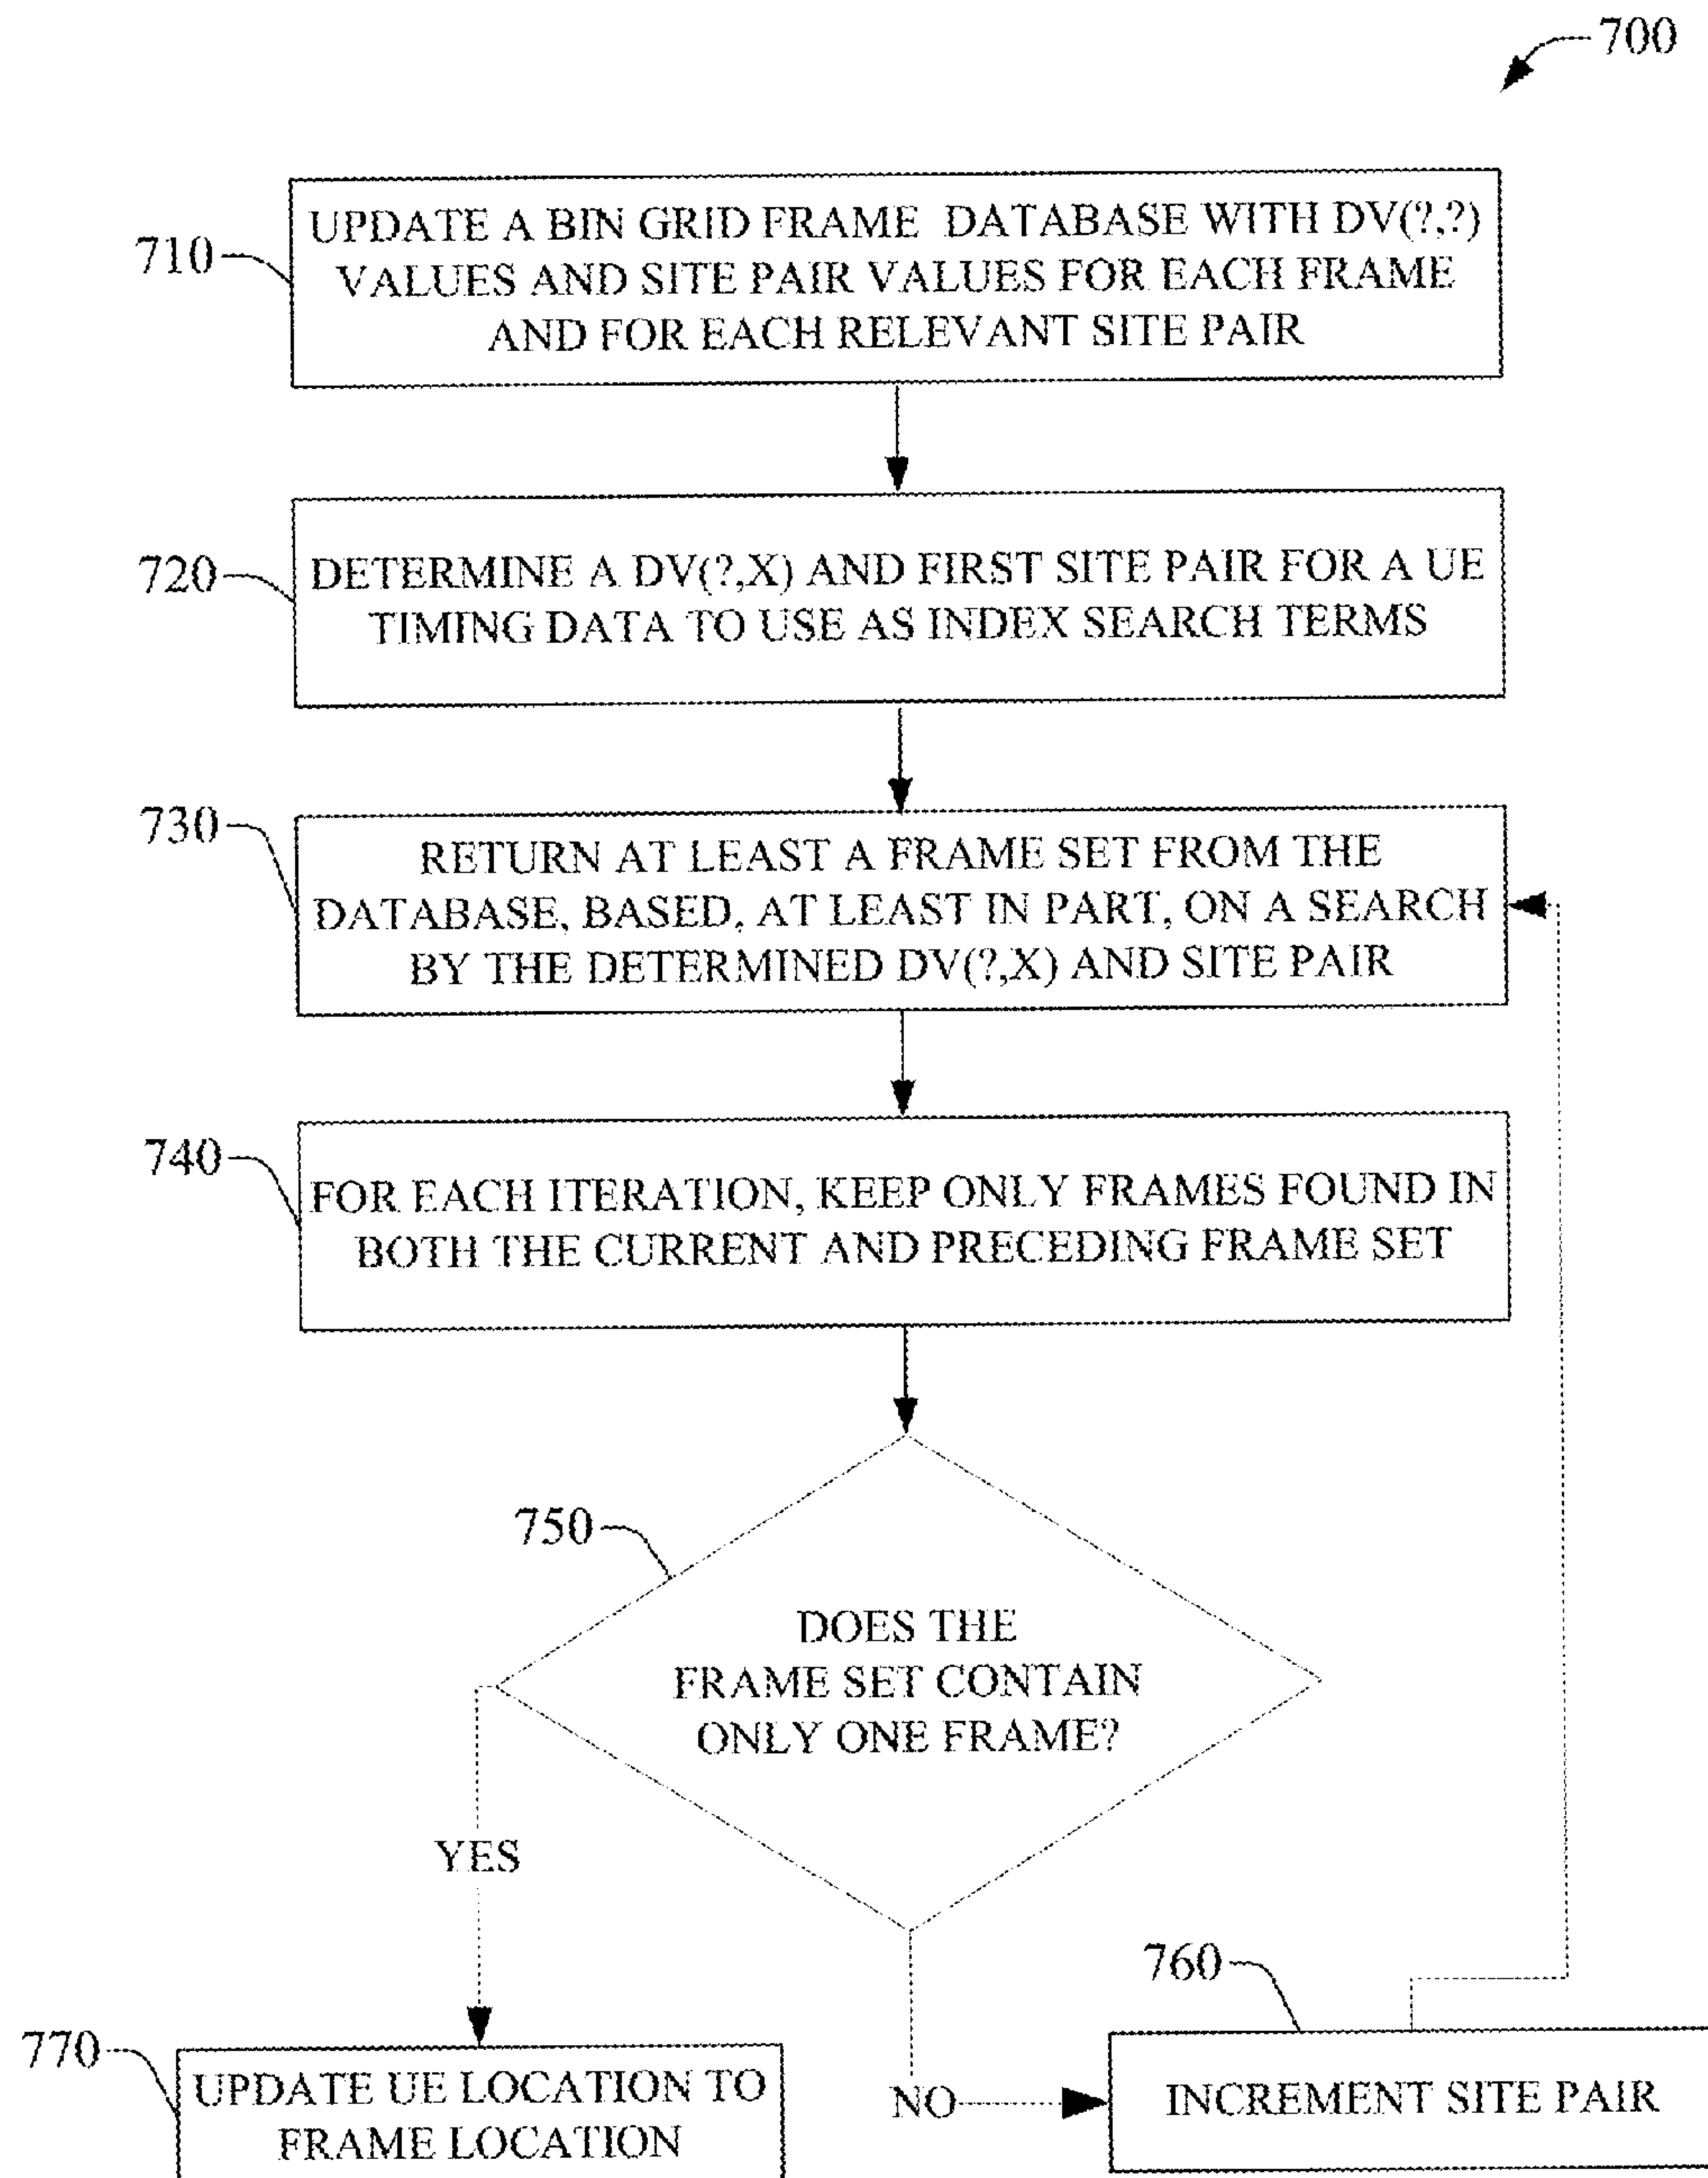 700
710
UPDATE A BIN GRID FRAME DATABASE WITH DV(?,?)
VALUES AND SITE PAIR VALUES FOR EACH FRAME
AND FOR EACH RELEVANT SITE PAIR
720
DETERMINE A DV(?,X) AND FIRST SITE PAIR FOR A UE
TIMING DATA TO USE AS INDEX SEARCH TERMS
730
RETURN AT LEAST A FRAME SET FROM THE
DATABASE, BASED, AT LEAST IN PART, ON A SEARCH
BY THE DETERMINED DV(?,X) AND SITE PAIR
740
FOR EACH ITERATION, KEEP ONLY FRAMES FOUND IN
BOTH THE CURRENT AND PRECEDING FRAME SET
750
DOES THE
FRAME SET CONTAIN
ONLY ONE FRAME?
YES
760
770
UPDATE UE LOCATION TO
FRAME LOCATION
NO
INCREMENT SITE PAIR